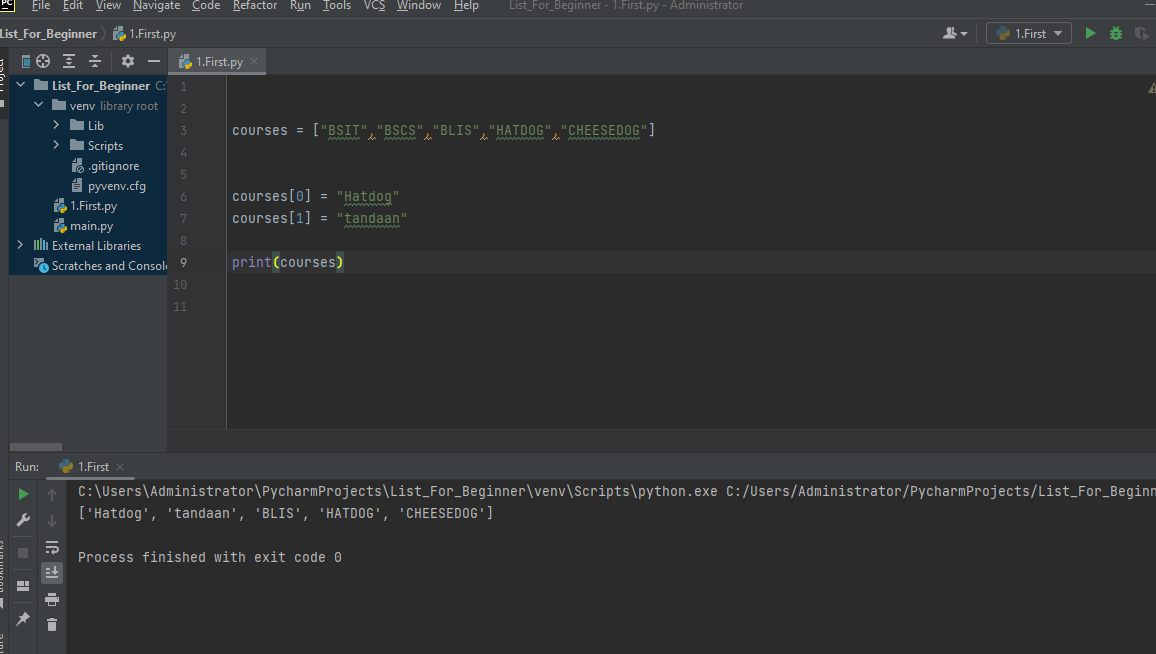 PC File Edit View Navigate Code Refactor Run Tools VCS Window Help List_For_Beginner - 1.First.py - Administrator
List_For_Beginner 1.First.py 1.First
1.First.py
List_For_Beginner C:
venv library root
Lib
Scripts
.gitignore
pyvenv.cfg
1.First.py
main.py
External Libraries
Scratches and Consol
1
2
3 courses = ["BSIT","BSCS","BLIS","HATDOG","CHEESEDOG"]
4
5
6 courses[0] = "Hatdog"
7 courses[1] = "tandaan"
8
9 print(courses)
10
11
Run: 1.First
C:\Users\Administrator\PycharmProjects\List_For_Beginner\venv\Scripts\python.exe C:/Users/Administrator/PycharmProjects/List_For_Beginn
['Hatdog', 'tandaan', 'BLIS', 'HATDOG', 'CHEESEDOG']
Process finished with exit code 0